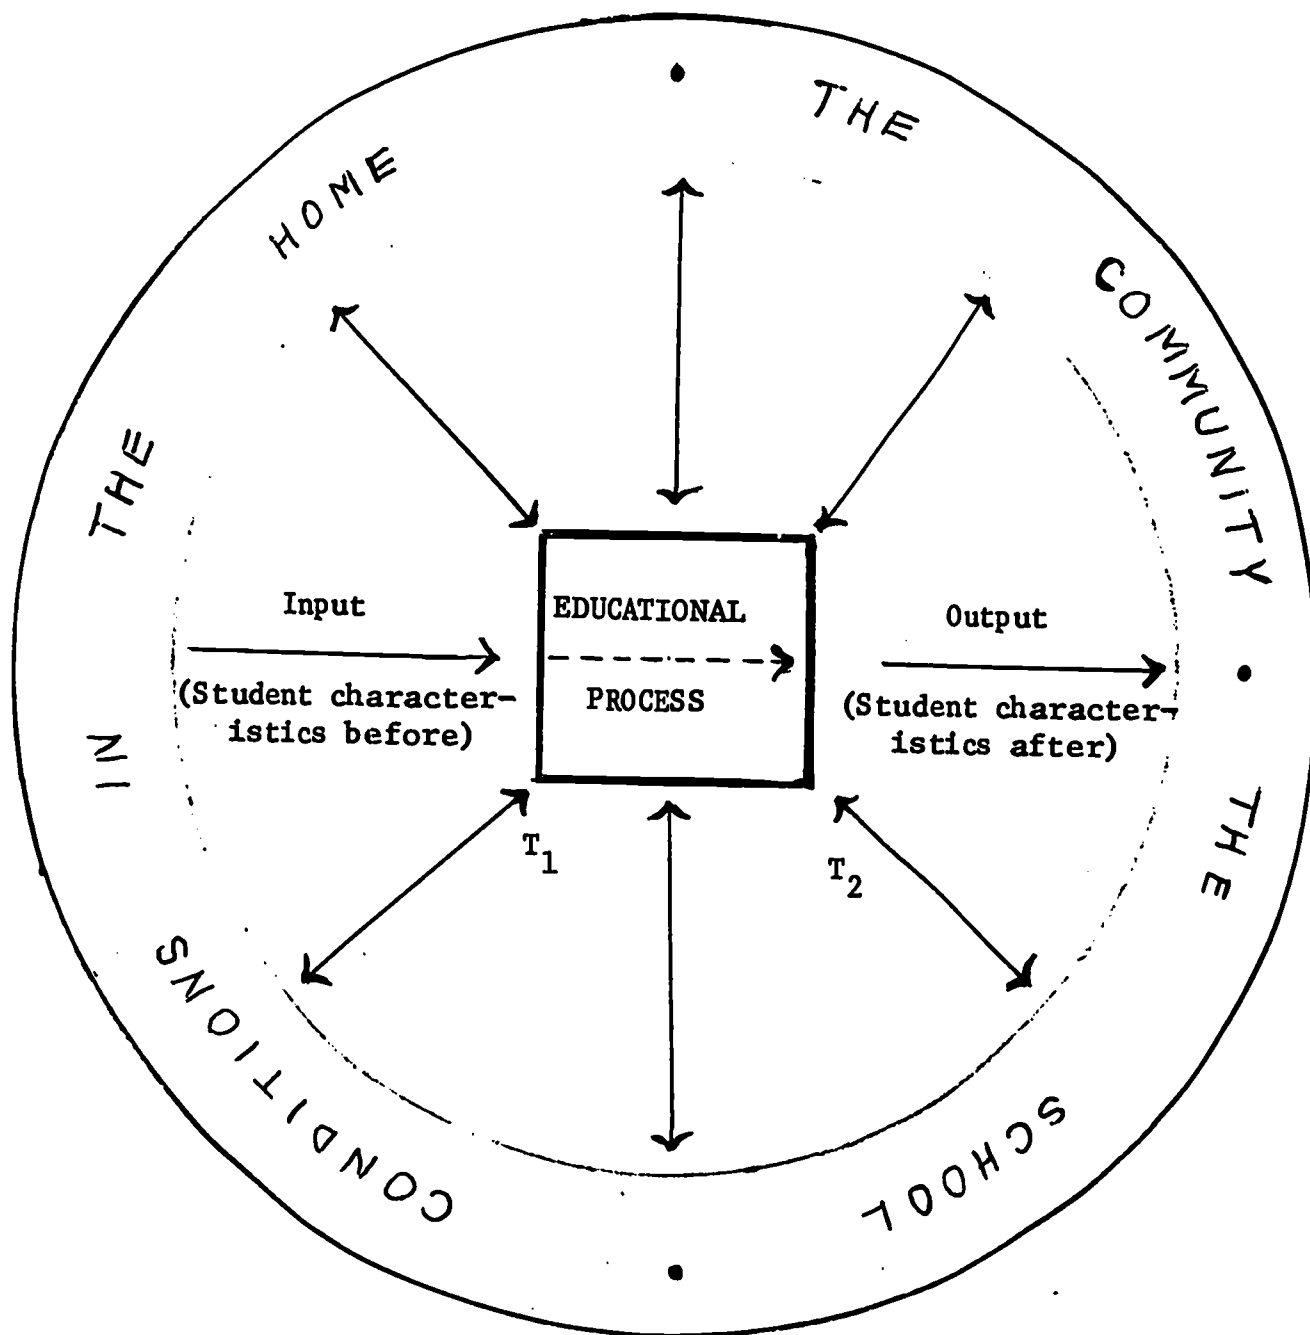 CONDITIONS IN THE HOME • THE COMMUNITY • THE SCHOOL •
Input
(Student character-
istics before)
EDUCATIONAL
PROCESS
Output
(Student character-
istics after)
T1
T2